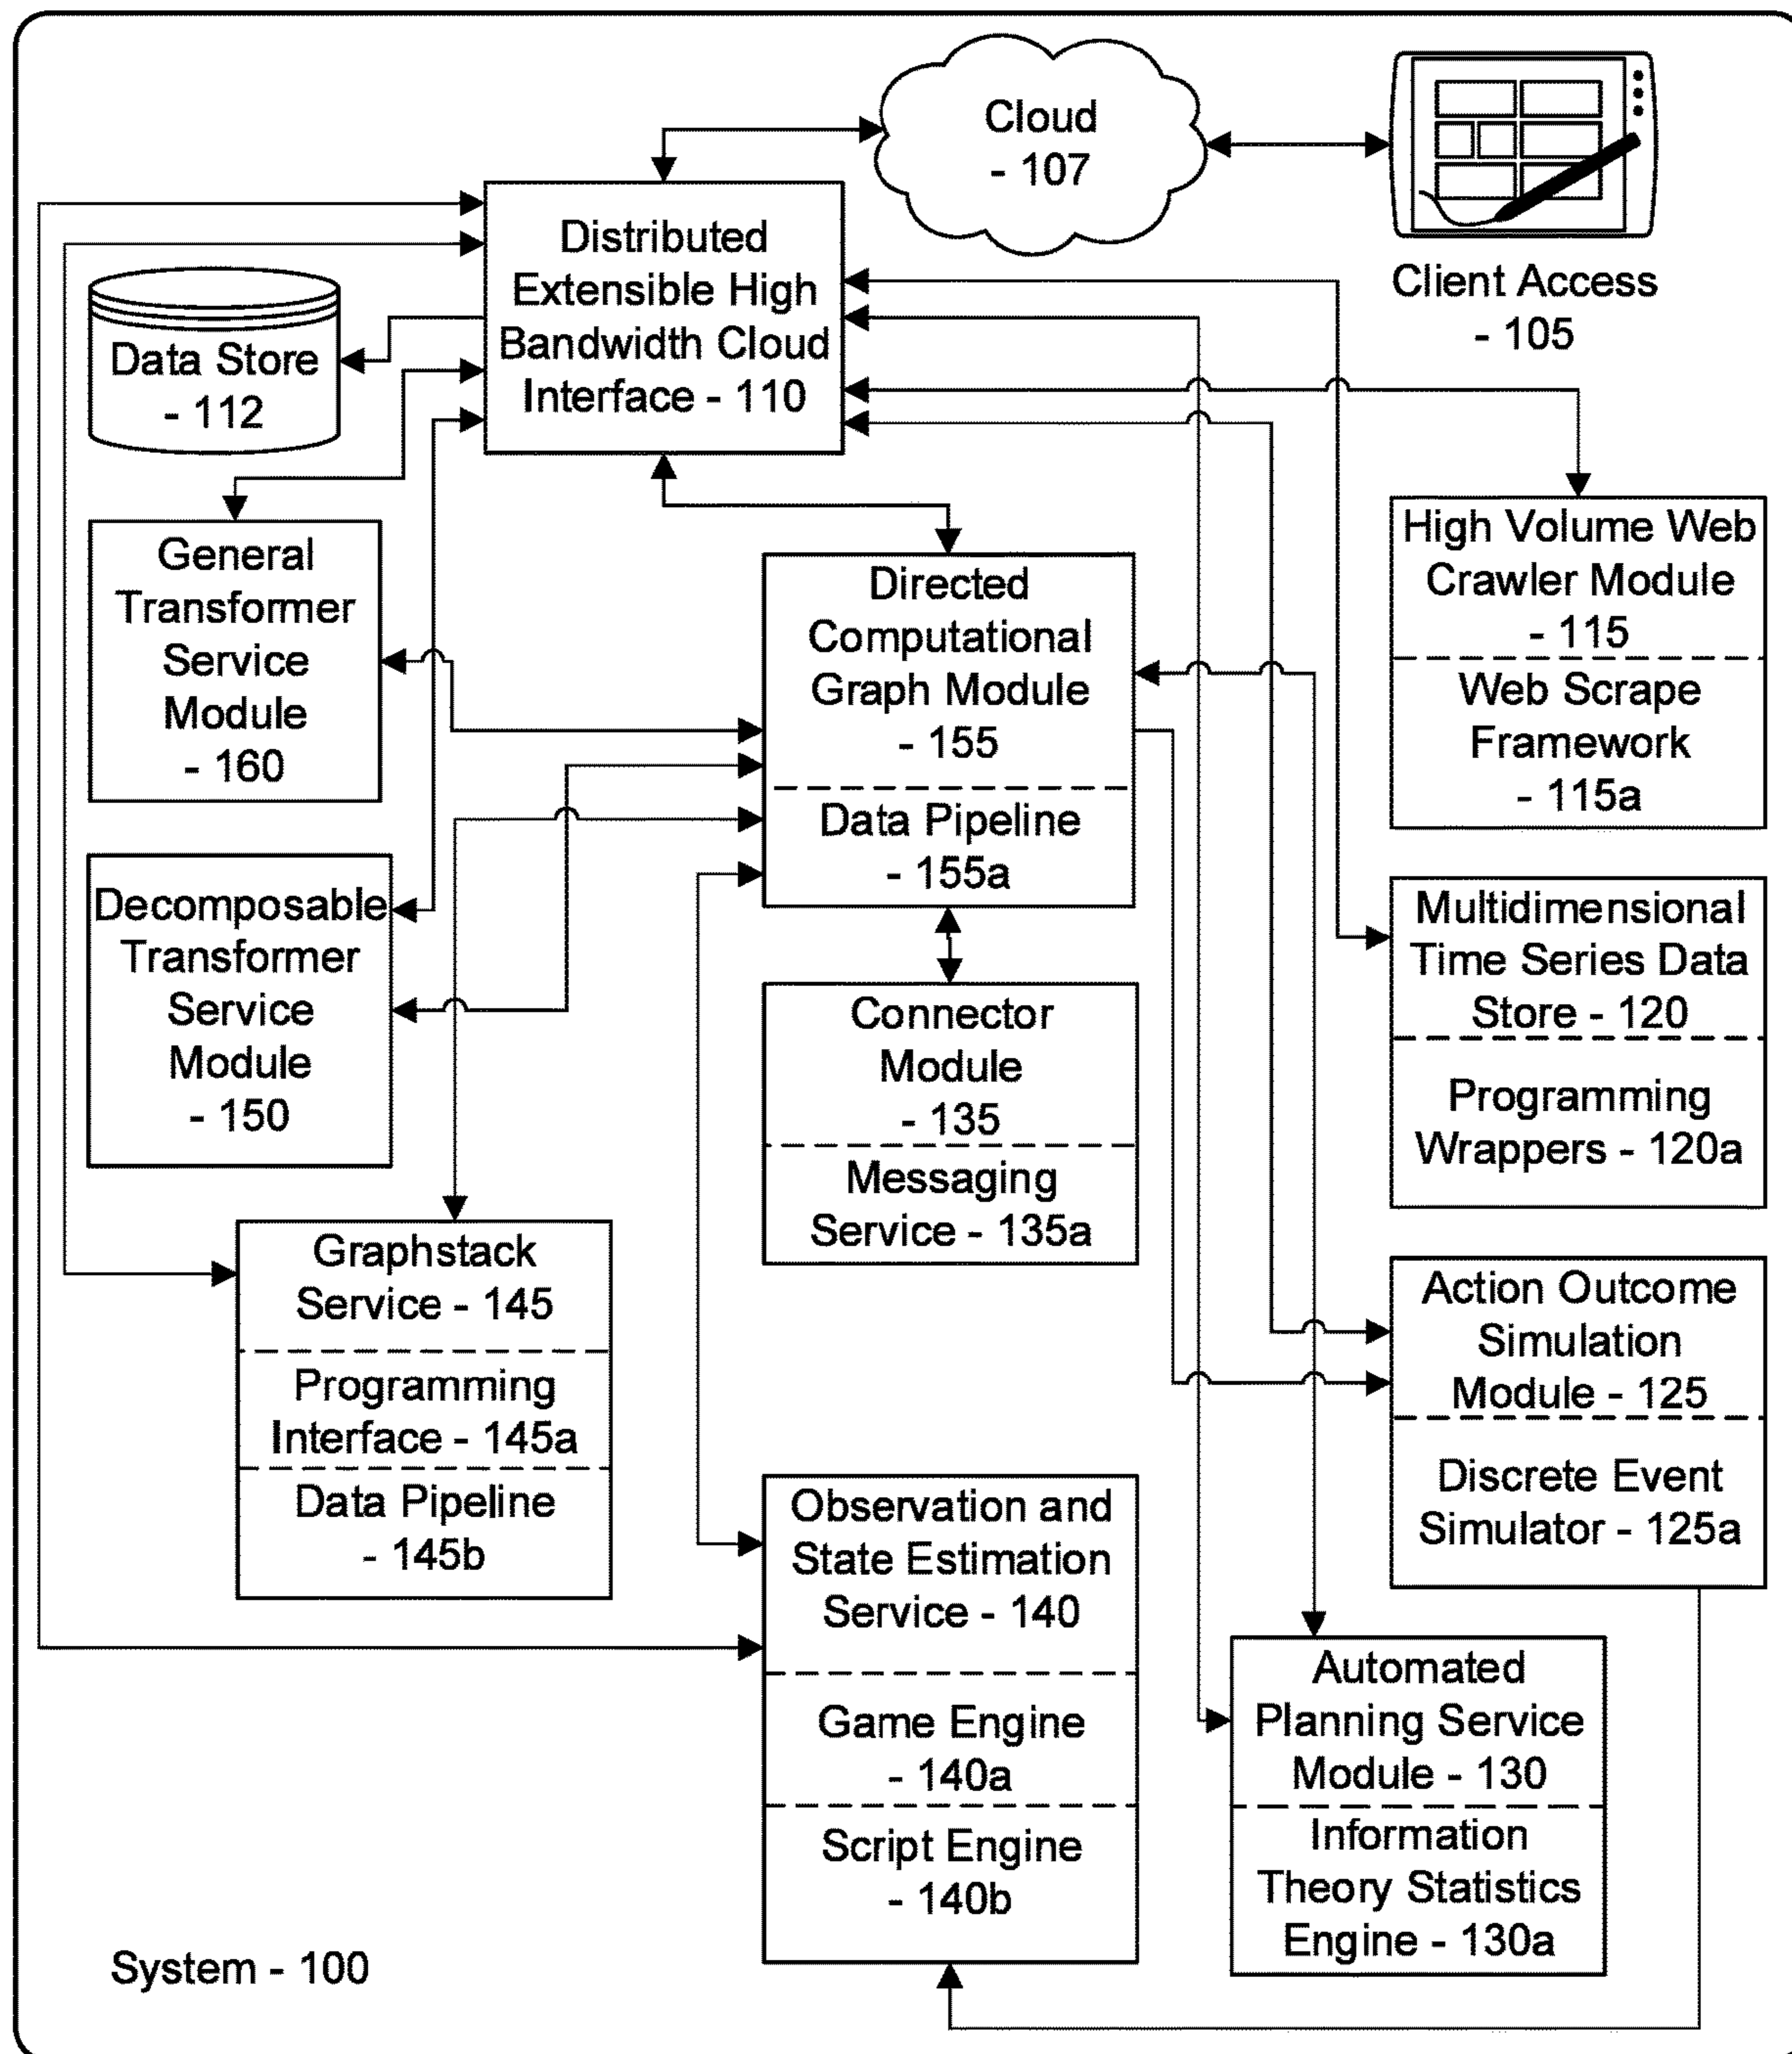 Cloud
- 107
Client Access
- 105
Distributed
Extensible High
Bandwidth Cloud
Interface - 110
Data Store
- 112
General
Transformer
Service
Module
- 160
Directed
Computational
Graph Module
- 155
Data Pipeline
- 155a
High Volume Web
Crawler Module
- 115
Web Scrape
Framework
- 115a
Decomposable
Transformer
Service
Module
- 150
Connector
Module
- 135
Messaging
Service - 135a
Multidimensional
Time Series Data
Store - 120
Programming
Wrappers - 120a
Graphstack
Service - 145
Programming
Interface - 145a
Data Pipeline
- 145b
Action Outcome
Simulation
Module - 125
Discrete Event
Simulator - 125a
Observation and
State Estimation
Service - 140
Game Engine
- 140a
Script Engine
- 140b
Automated
Planning Service
Module - 130
Information
Theory Statistics
Engine - 130a
System - 100